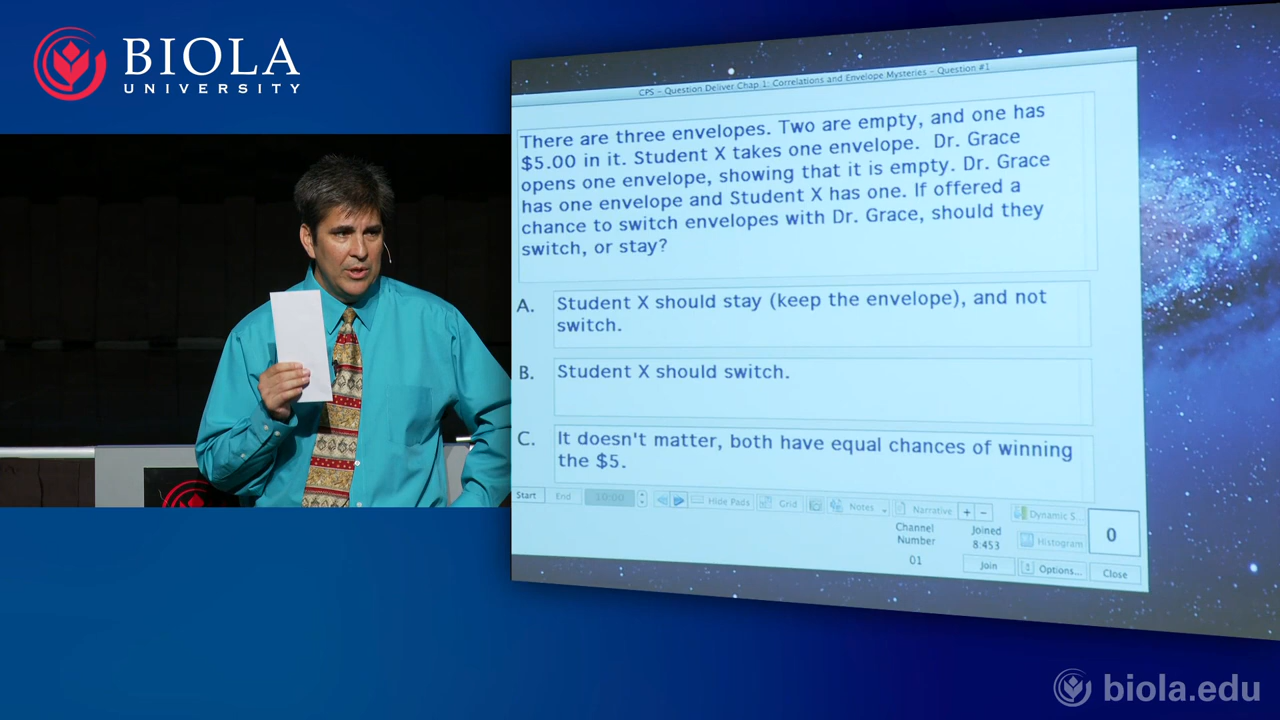 BIOLA
UNIVERSITY
CPS - Question Deliver Chap 1: Correlations and Envelope Mysteries - Question #1
There are three envelopes. Two are empty, and one has
$5.00 in it. Student X takes one envelope. Dr. Grace
opens one envelope, showing that it is empty. Dr. Grace
has one envelope and Student X has one. If offered a
chance to switch envelopes with Dr. Grace, should they
switch, or stay?
A. Student X should stay (keep the envelope), and not
switch.
B. Student X should switch.
C. It doesn't matter, both have equal chances of winning
the $5.
Start End 10:00 Hide Pads Grid Notes Narrative + - Dynamic S...
Channel
Number
01
Joined
8:453
Join
Histogram
Options...
0
Close
biola.edu